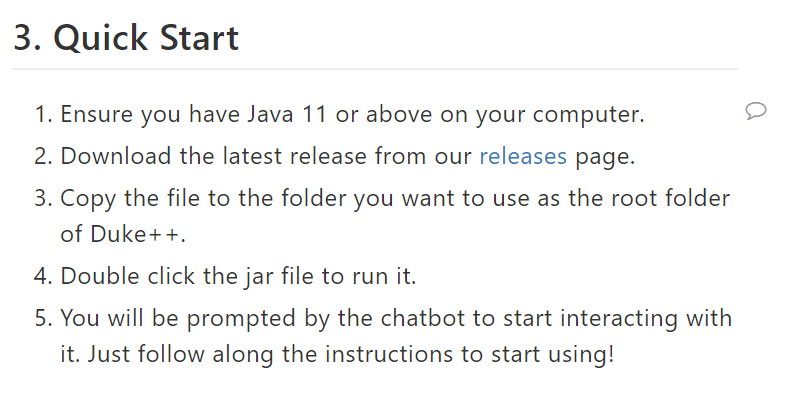 3. Quick Start
1. Ensure you have Java 11 or above on your computer.
2. Download the latest release from our releases page.
3. Copy the file to the folder you want to use as the root folder
of Duke++.
4. Double click the jar file to run it.
5. You will be prompted by the chatbot to start interacting with
it. Just follow along the instructions to start using!